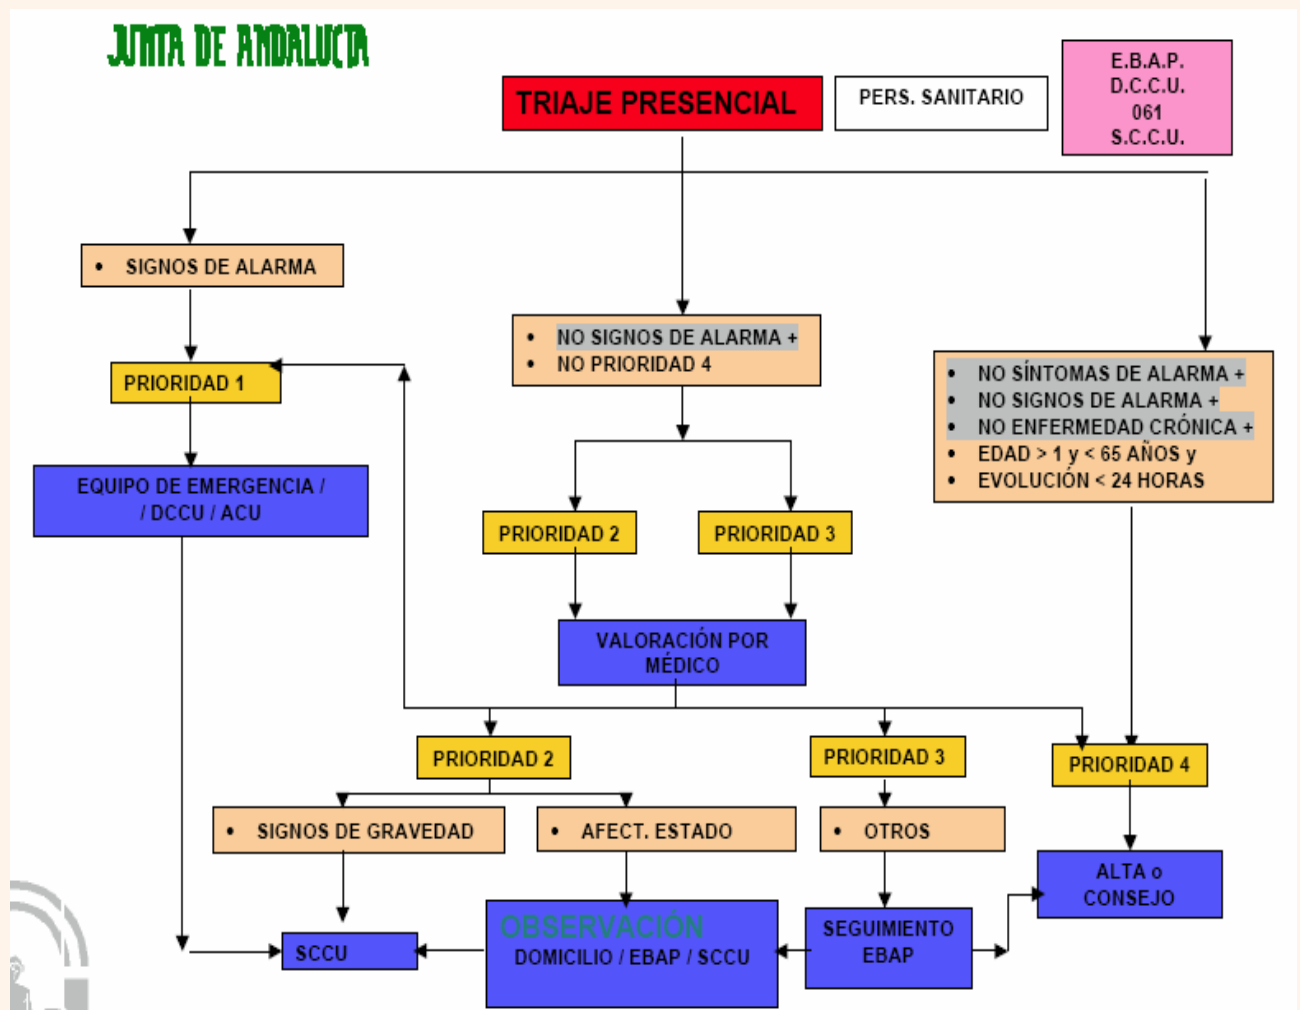 JUNTA DE ANDALUCIA
TRIAJE PRESENCIAL
PERS. SANITARIO
E.B.A.P.
D.C.C.U.
061
S.C.C.U.
• SIGNOS DE ALARMA
• NO SIGNOS DE ALARMA +
• NO PRIORIDAD 4
• NO SÍNTOMAS DE ALARMA +
• NO SIGNOS DE ALARMA +
• NO ENFERMEDAD CRÓNICA +
• EDAD > 1 y < 65 AÑOS y
• EVOLUCIÓN < 24 HORAS
PRIORIDAD 1
EQUIPO DE EMERGENCIA /
/ DCCU / ACU
PRIORIDAD 2
PRIORIDAD 3
VALORACIÓN POR
MÉDICO
PRIORIDAD 2
PRIORIDAD 3
PRIORIDAD 4
• SIGNOS DE GRAVEDAD
• AFECT. ESTADO
• OTROS
ALTA o
CONSEJO
SCCU
OBSERVACIÓN
DOMICILIO / EBAP / SCCU
SEGUIMIENTO
EBAP